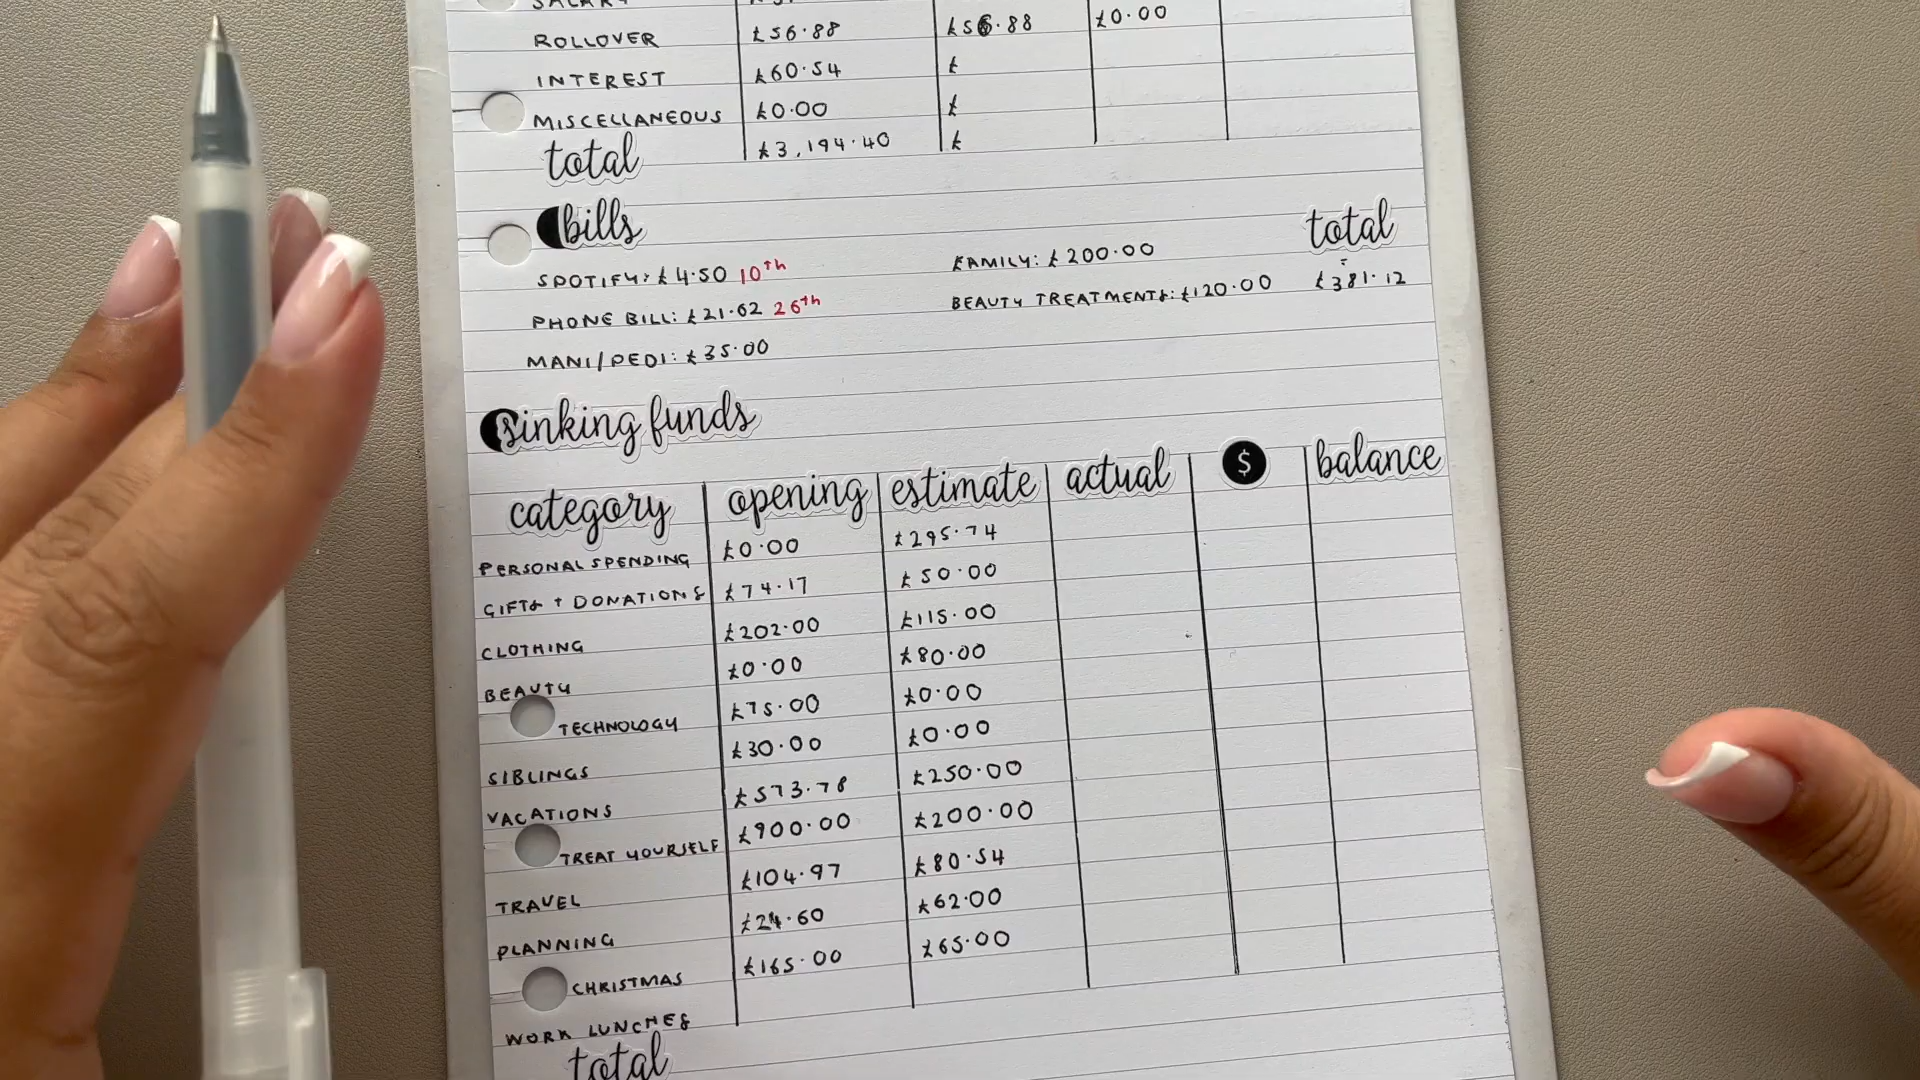 ROLLOVER £56.88 £56.88 £0.00
INTEREST £60.54 £
MISCELLANEOUS £0.00 £
total £3,194.40 £
bills
total
SPOTIFY: £4.50 10th
FAMILY: £200.00
£381.12
PHONE BILL: £21.62 26th
BEAUTY TREATMENTS: £120.00
MANI/PEDI: £35.00
sinking funds
category opening estimate actual $ balance
PERSONAL SPENDING £0.00 £295.74
GIFTS + DONATIONS £74.17 £50.00
CLOTHING £202.00 £115.00
BEAUTY £0.00 £80.00
TECHNOLOGY £75.00 £0.00
SIBLINGS £30.00 £0.00
VACATIONS £573.78 £250.00
TREAT YOURSELF £900.00 £200.00
TRAVEL £104.97 £80.54
PLANNING £24.60 £62.00
CHRISTMAS £165.00 £65.00
WORK LUNCHES
total